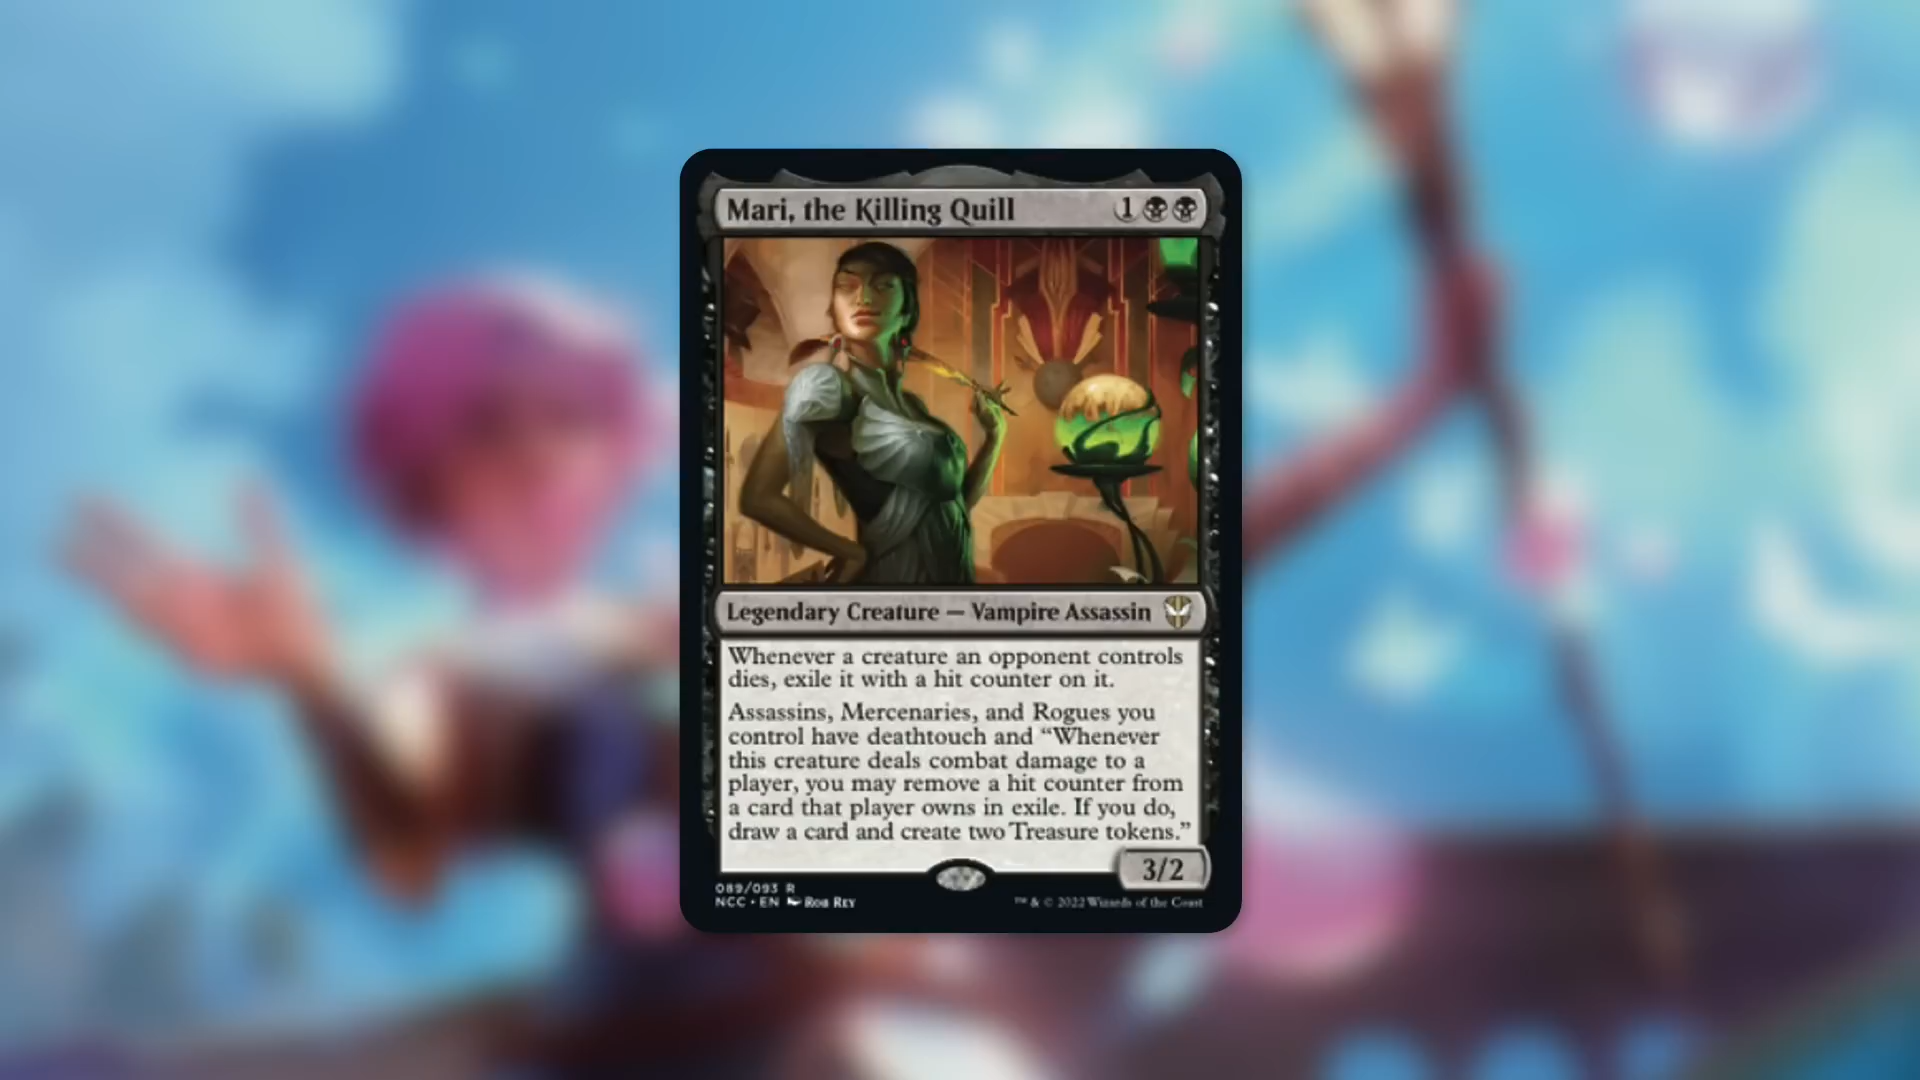 Mari, the Killing Quill 1
Legendary Creature — Vampire Assassin
Whenever a creature an opponent controls
dies, exile it with a hit counter on it.
Assassins, Mercenaries, and Rogues you
control have deathtouch and “Whenever
this creature deals combat damage to a
player, you may remove a hit counter from
a card that player owns in exile. If you do,
draw a card and create two Treasure tokens.”
3/2
089/093 R
NCC • EN Rob Rey
™ & © 2022 Wizards of the Coast